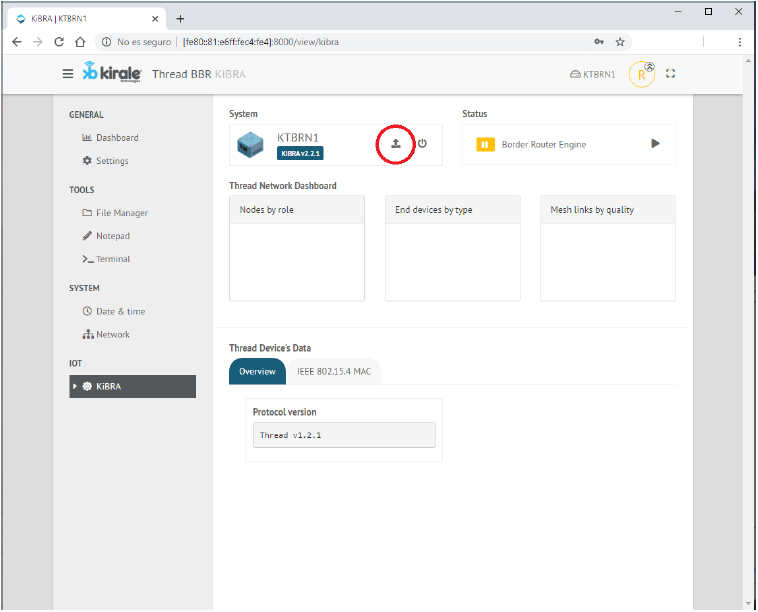 KiBRA | KTBRN1
No es seguro | [fe80::81:e6ff:fec4:fe4]:8000/view/kibra
kirale
technologies
Thread BBR KiBRA
KTBRN1
R
GENERAL
Dashboard
Settings
TOOLS
File Manager
Notepad
Terminal
SYSTEM
Date & time
Network
IOT
KiBRA
System
KTBRN1
KiBRA v2.2.1
Status
Border Router Engine
Thread Network Dashboard
Nodes by role
End devices by type
Mesh links by quality
Thread Device's Data
Overview
IEEE 802.15.4 MAC
Protocol version
Thread v1.2.1